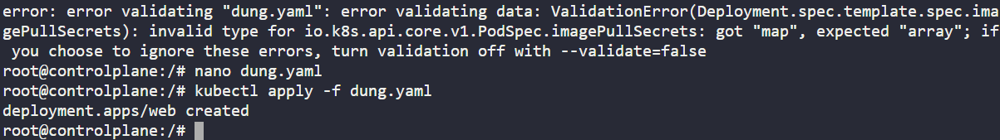 error: error validating "dung.yaml": error validating data: ValidationError(Deployment.spec.template.spec.ima
gePullSecrets): invalid type for io.k8s.api.core.v1.PodSpec.imagePullSecrets: got "map", expected "array"; if
 you choose to ignore these errors, turn validation off with --validate=false
root@controlplane:/# nano dung.yaml
root@controlplane:/# kubectl apply -f dung.yaml
deployment.apps/web created
root@controlplane:/#